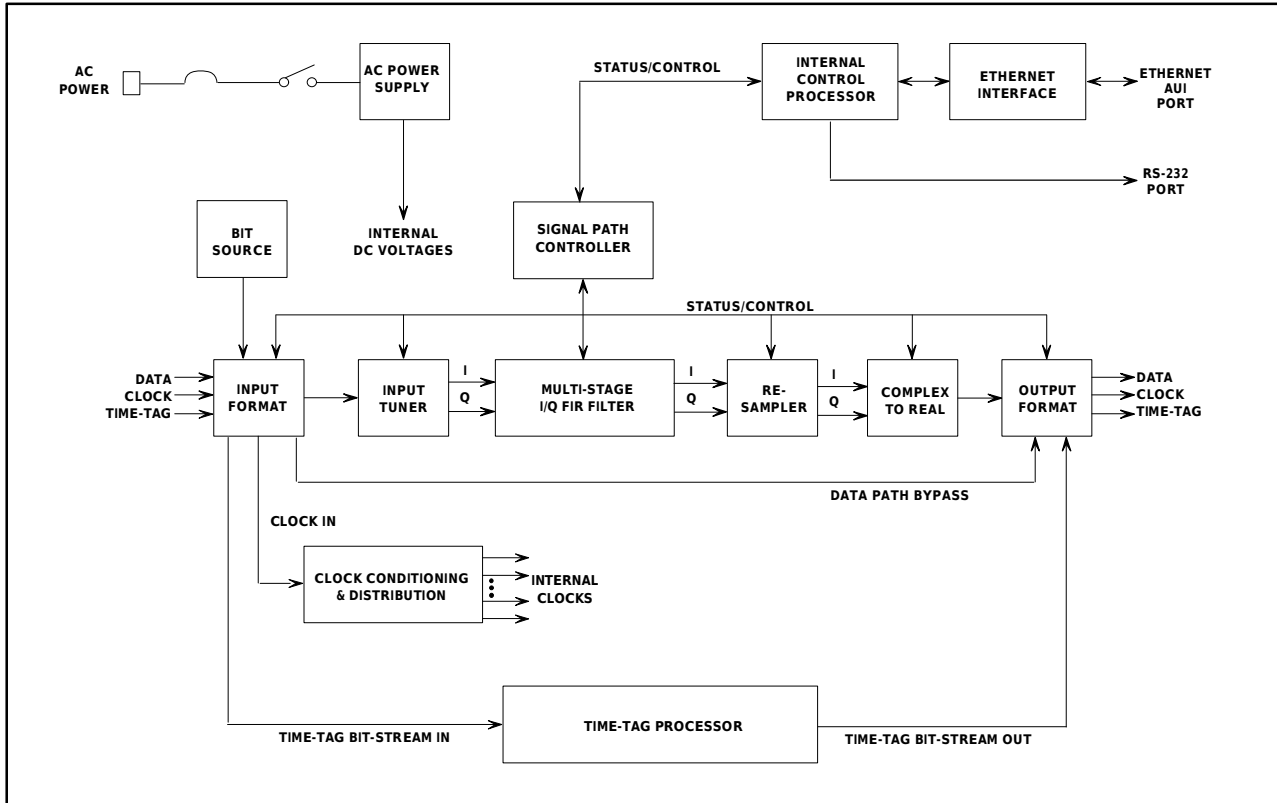 AC
POWER
AC POWER
SUPPLY
STATUS/CONTROL
INTERNAL
CONTROL
PROCESSOR
ETHERNET
INTERFACE
ETHERNET
AUI
PORT
RS-232
PORT
BIT
SOURCE
INTERNAL
DC VOLTAGES
SIGNAL PATH
CONTROLLER
STATUS/CONTROL
DATA
CLOCK
TIME-TAG
INPUT
FORMAT
INPUT
TUNER
I
Q
MULTI-STAGE
I/Q FIR FILTER
I
Q
RE-
SAMPLER
I
Q
COMPLEX
TO REAL
OUTPUT
FORMAT
DATA
CLOCK
TIME-TAG
DATA PATH BYPASS
CLOCK IN
CLOCK CONDITIONING
& DISTRIBUTION
INTERNAL
CLOCKS
TIME-TAG BIT-STREAM IN
TIME-TAG PROCESSOR
TIME-TAG BIT-STREAM OUT